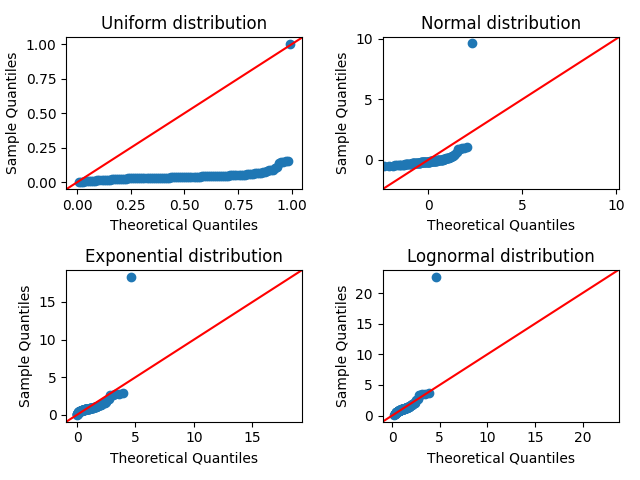 Uniform distribution
Sample Quantiles
1.00
0.75
0.50
0.25
0.00
0.00 0.25 0.50 0.75 1.00
Theoretical Quantiles
Normal distribution
Sample Quantiles
10
5
0
0 5 10
Theoretical Quantiles
Exponential distribution
Sample Quantiles
15
10
5
0
0 5 10 15
Theoretical Quantiles
Lognormal distribution
Sample Quantiles
20
15
10
5
0
0 5 10 15 20
Theoretical Quantiles